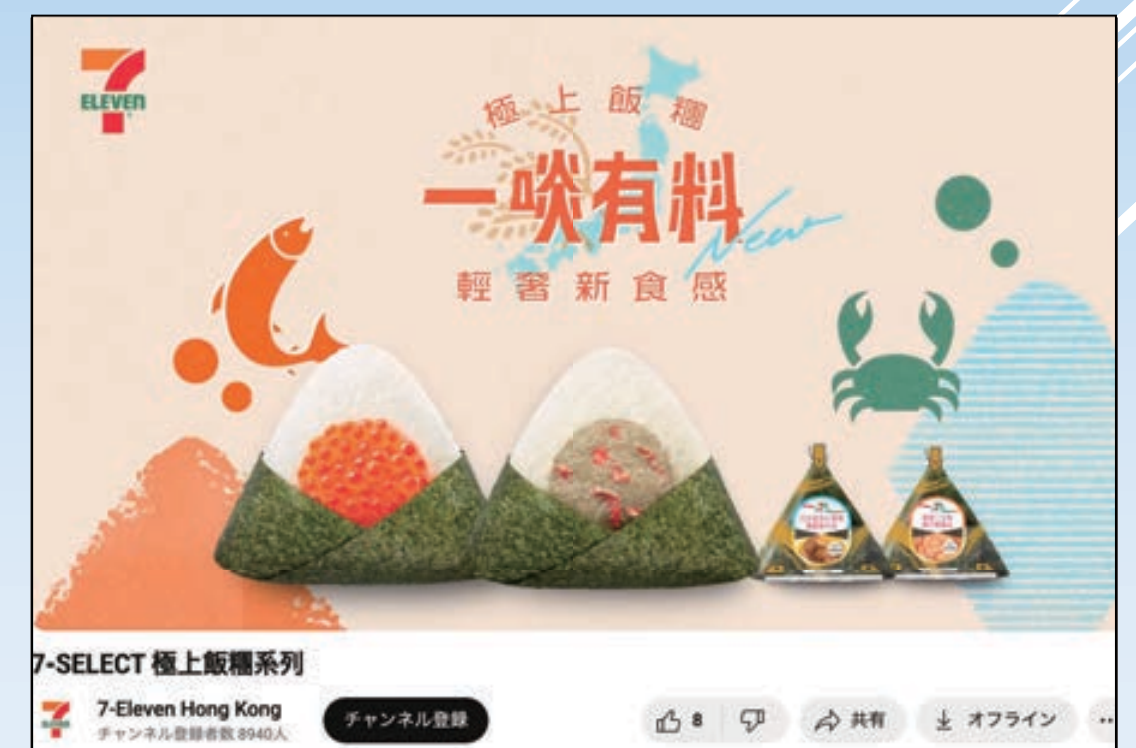 7
ELEVEN
極上飯糰
一啖有料
New
輕奢新食感
7-SELECT 極上飯糰系列
7-Eleven Hong Kong
チャンネル登録者数 8940人
チャンネル登録
8
共有
オフライン